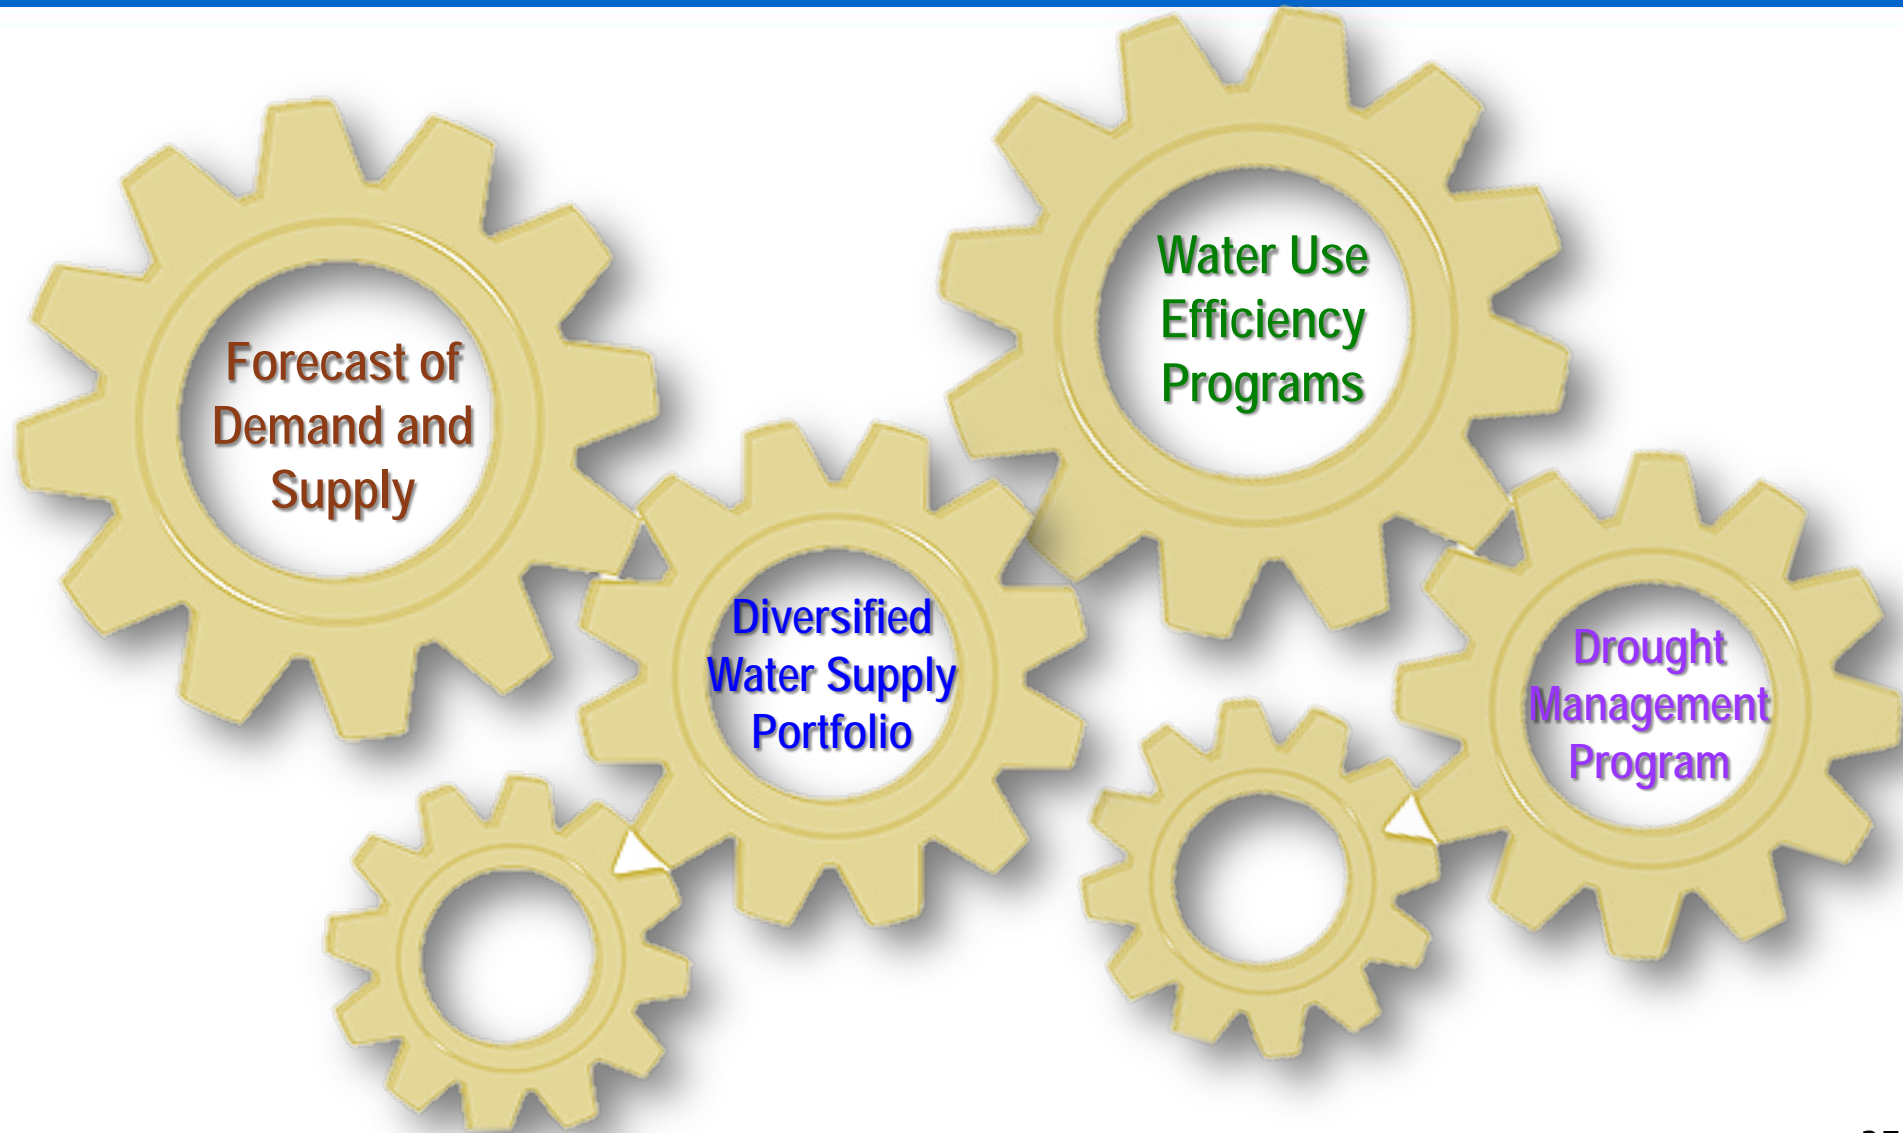 Forecast of
Demand and
Supply
Diversified
Water Supply
Portfolio
Water Use
Efficiency
Programs
Drought
Management
Program